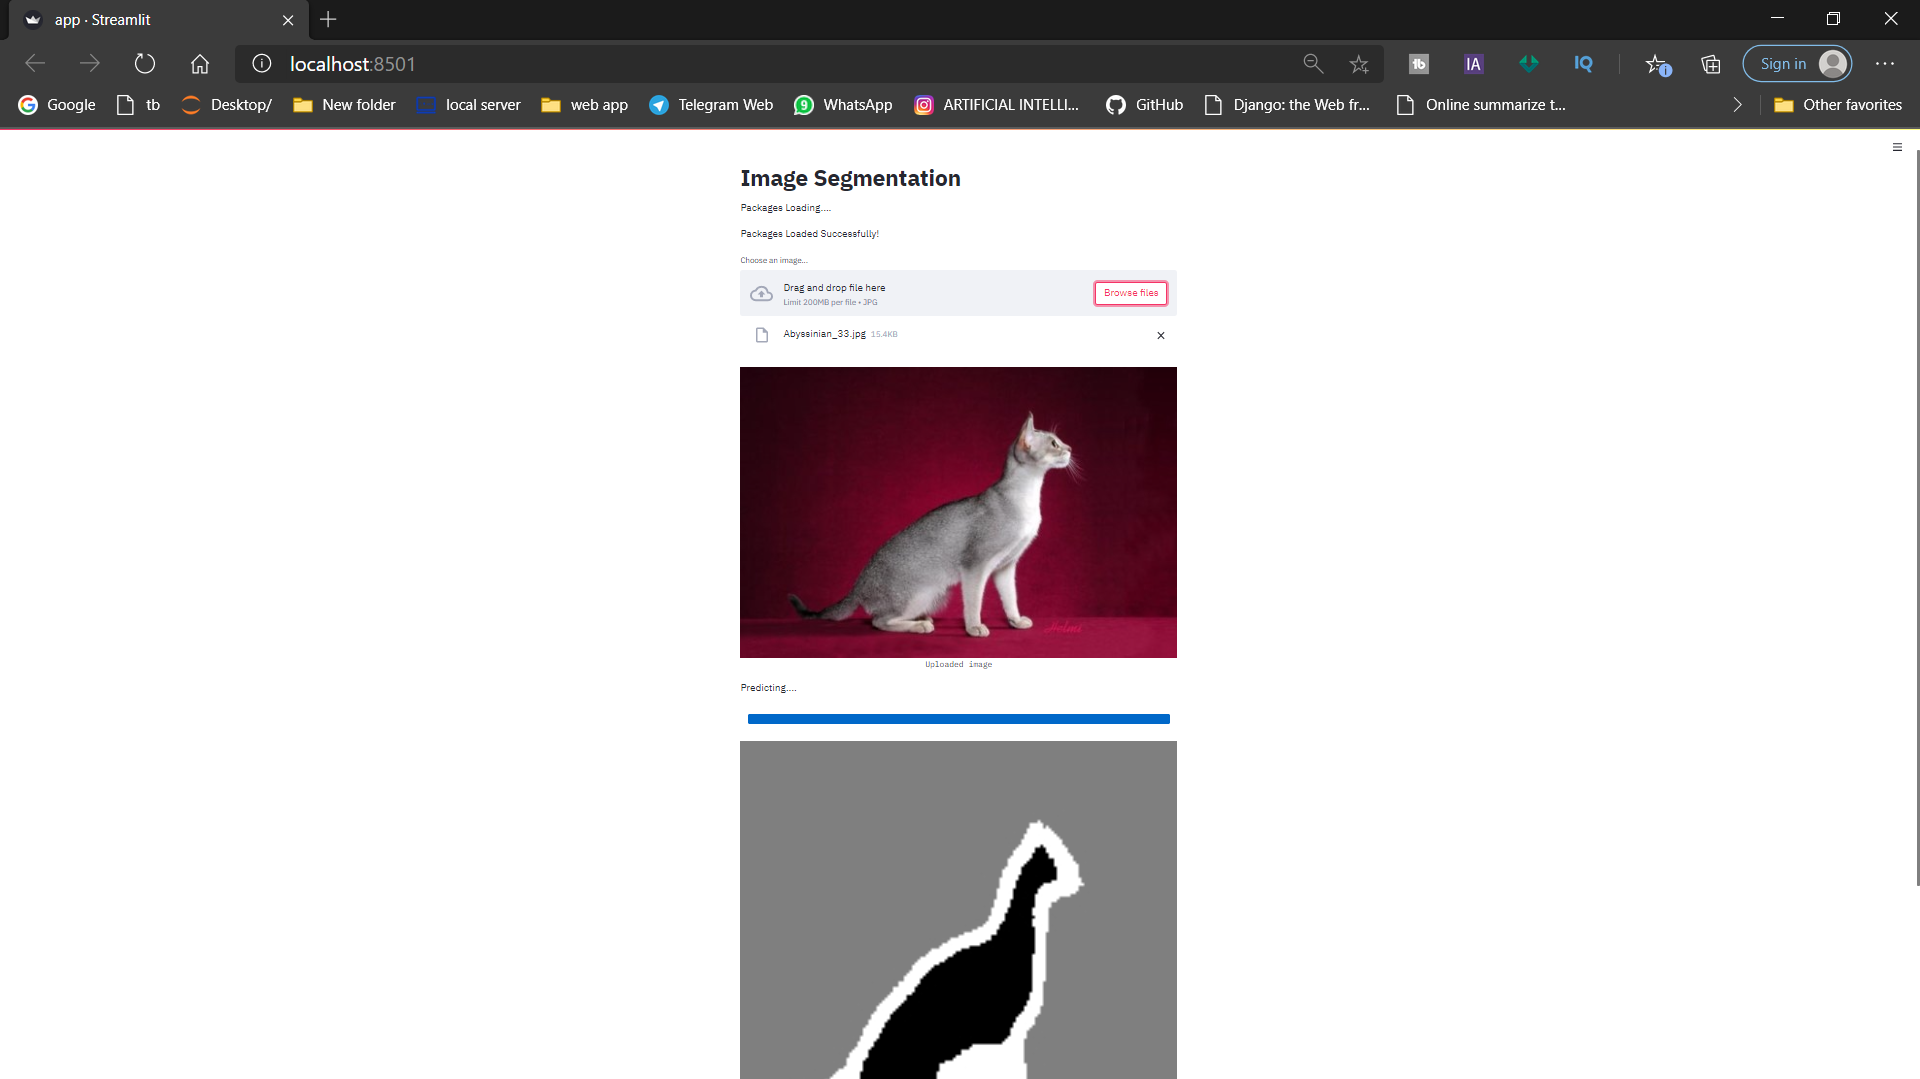 app · Streamlit
localhost:8501
tb
IA
IQ
Sign in
Google
tb
Desktop/
New folder
local server
web app
Telegram Web
9
WhatsApp
ARTIFICIAL INTELLI...
GitHub
Django: the Web fr...
Online summarize t...
Other favorites
Image Segmentation
Packages Loading....
Packages Loaded Successfully!
Choose an image...
Drag and drop file here
Limit 200MB per file • JPG
Browse files
Abyssinian_33.jpg 15.4KB
Helmi
Uploaded image
Predicting....